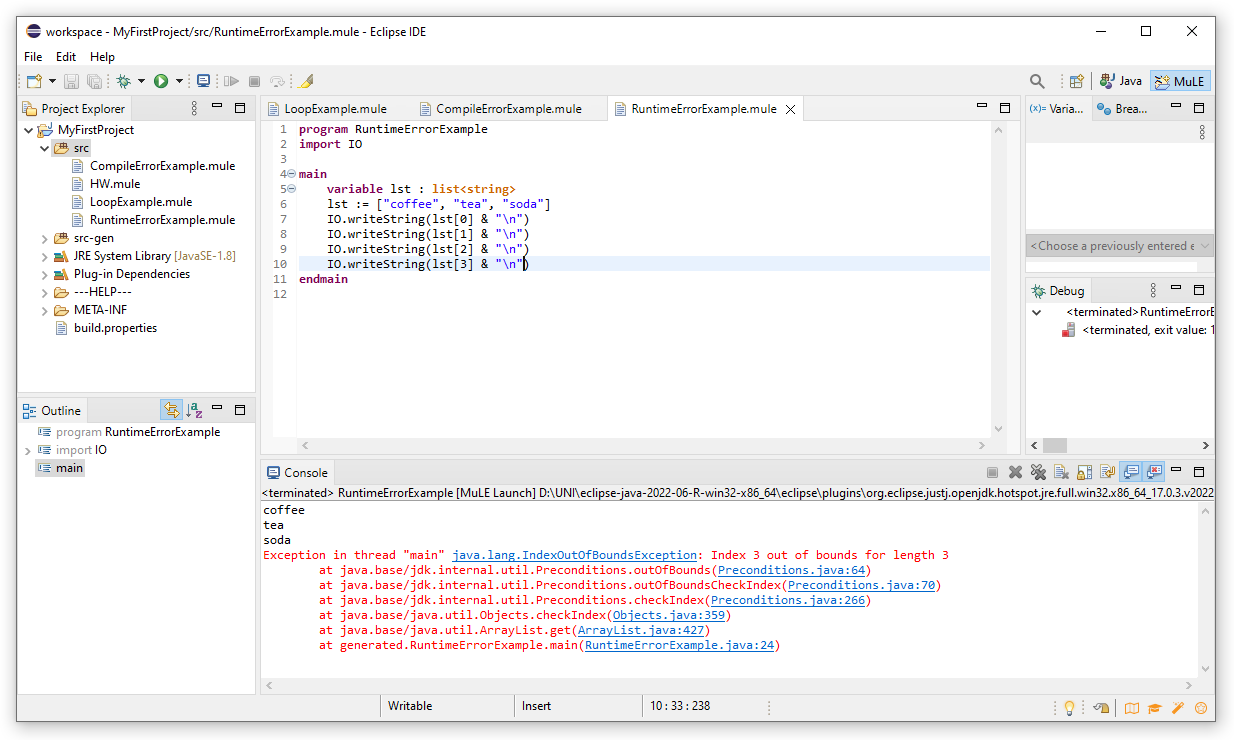 workspace - MyFirstProject/src/RuntimeErrorExample.mule - Eclipse IDE
File Edit Help
Java MuLE
Project Explorer
MyFirstProject
src
CompileErrorExample.mule
HW.mule
LoopExample.mule
RuntimeErrorExample.mule
src-gen
JRE System Library [JavaSE-1.8]
Plug-in Dependencies
---HELP---
META-INF
build.properties
Outline
program RuntimeErrorExample
import IO
main
LoopExample.mule CompileErrorExample.mule RuntimeErrorExample.mule
1 program RuntimeErrorExample
2 import IO
3
4 main
5 variable lst : list<string>
6 lst := ["coffee", "tea", "soda"]
7 IO.writeString(lst[0] & "\n")
8 IO.writeString(lst[1] & "\n")
9 IO.writeString(lst[2] & "\n")
10 IO.writeString(lst[3] & "\n")
11 endmain
12
(x)= Varia... Brea...
<Choose a previously entered e
Debug
<terminated>RuntimeErrorE
<terminated, exit value: 1
Console
<terminated> RuntimeErrorExample [MuLE Launch] D:\UNI\eclipse-java-2022-06-R-win32-x86_64\eclipse\plugins\org.eclipse.justj.openjdk.hotspot.jre.full.win32.x86_64_17.0.3.v2022
coffee
tea
soda
Exception in thread "main" java.lang.IndexOutOfBoundsException: Index 3 out of bounds for length 3
at java.base/jdk.internal.util.Preconditions.outOfBounds(Preconditions.java:64)
at java.base/jdk.internal.util.Preconditions.outOfBoundsCheckIndex(Preconditions.java:70)
at java.base/jdk.internal.util.Preconditions.checkIndex(Preconditions.java:266)
at java.base/java.util.Objects.checkIndex(Objects.java:359)
at java.base/java.util.ArrayList.get(ArrayList.java:427)
at generated.RuntimeErrorExample.main(RuntimeErrorExample.java:24)
Writable Insert 10 : 33 : 238